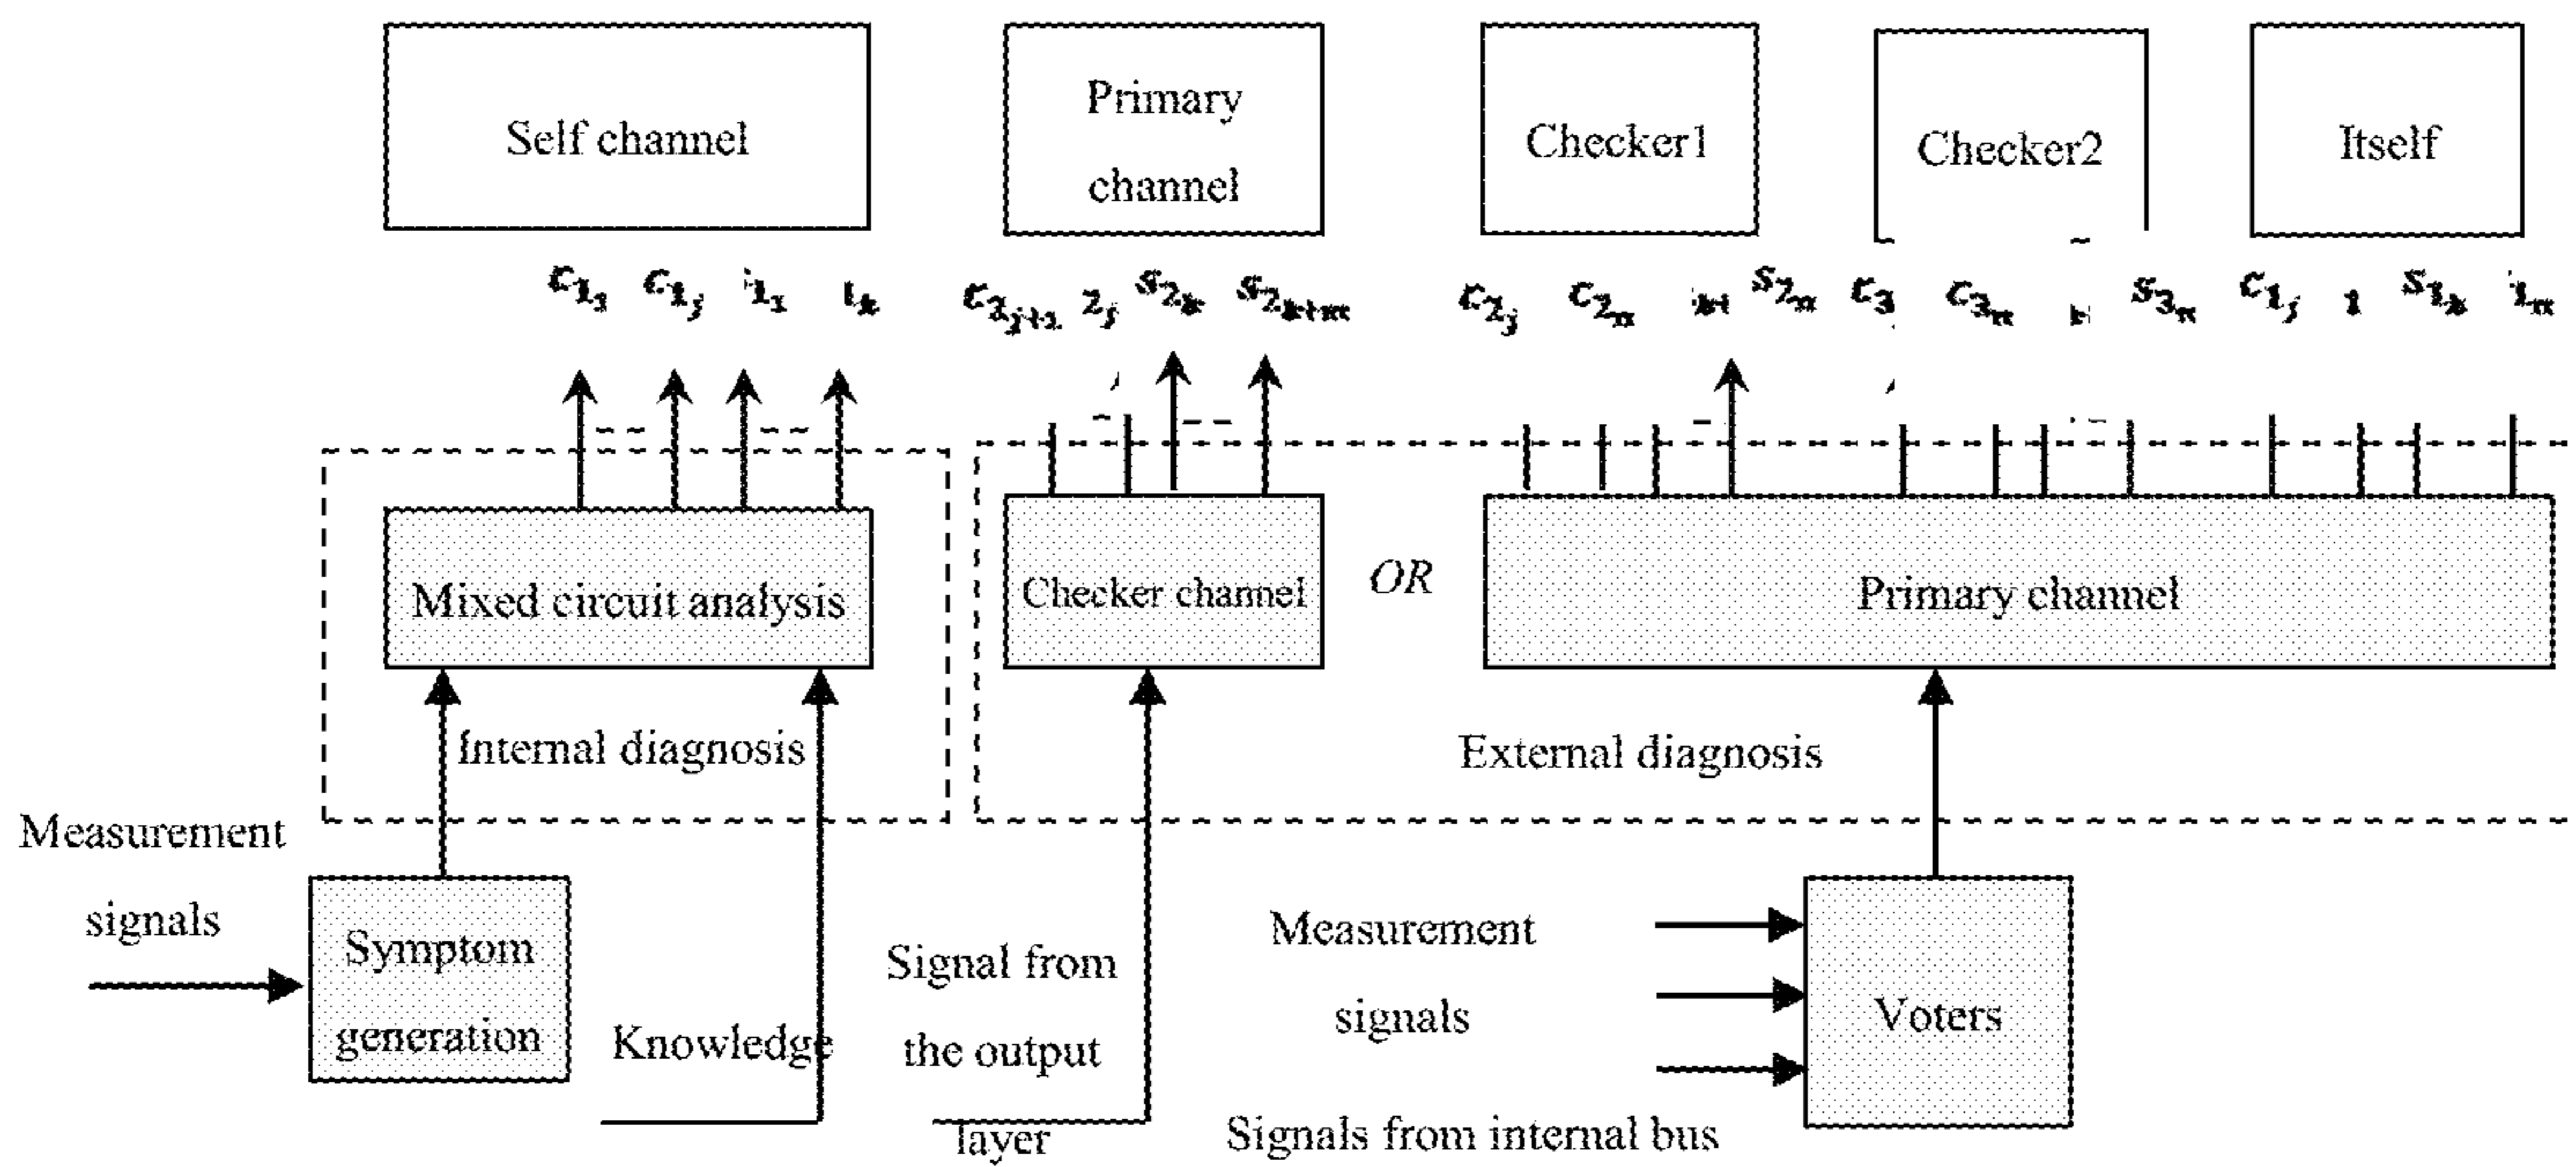 Self channel
Primary
channel
Checker1
Checker2
Itself
Mixed circuit analysis
Checker channel
OR
Primary channel
Internal diagnosis
External diagnosis
Measurement
signals
Symptom
generation
Knowledge
Signal from
the output
layer
Measurement
signals
Signals from internal bus
Voters